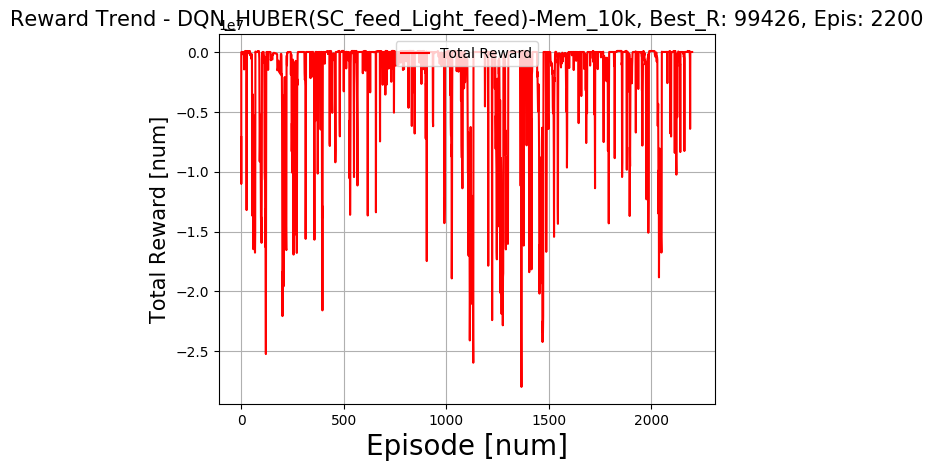 Reward Trend - DQN_HUBER(SC_feed_Light_feed)-Mem_10k, Best_R: 99426, Epis: 2200
1e7
Total Reward
0.0
−0.5
−1.0
−1.5
−2.0
−2.5
Total Reward [num]
0 500 1000 1500 2000
Episode [num]